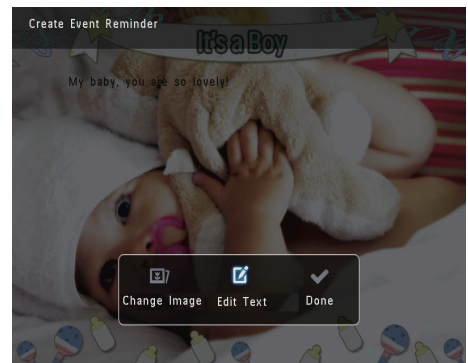 Create Event Reminder
It's a Boy
My baby, you are so lovely!
Change Image
Edit Text
Done